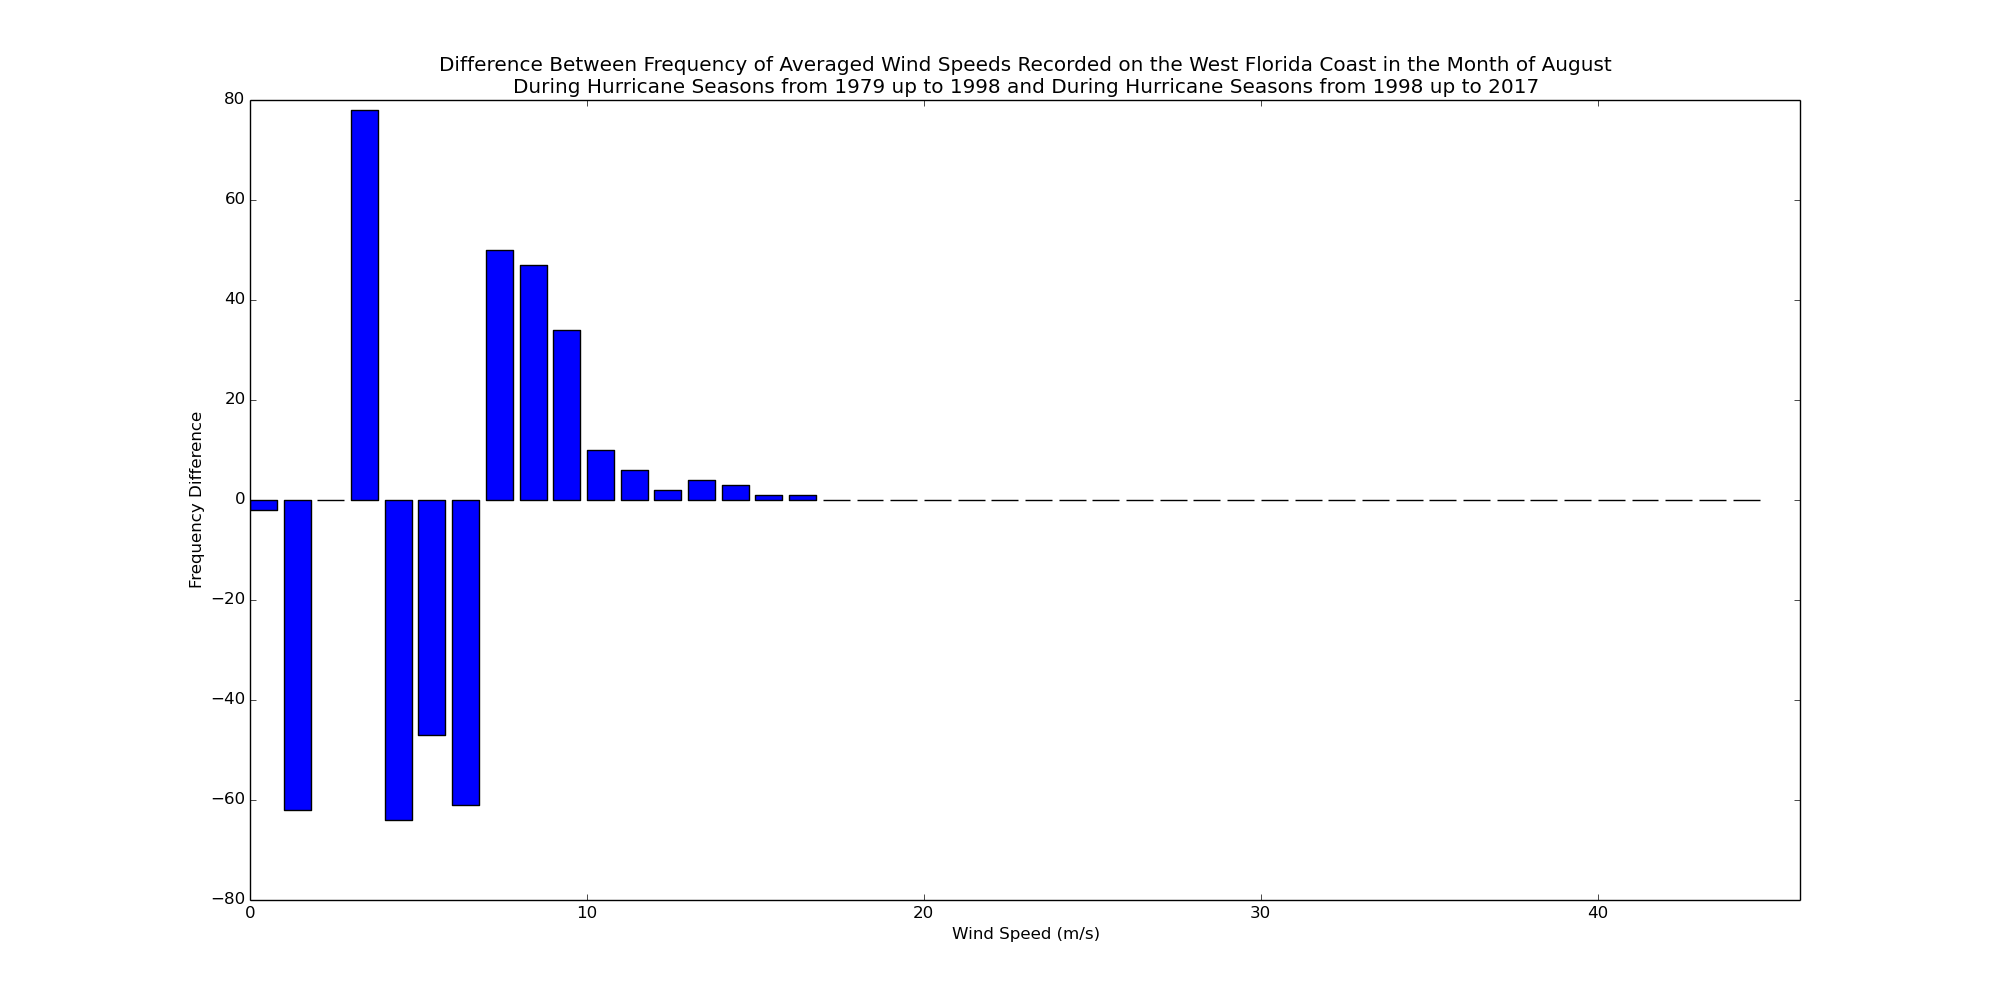 Difference Between Frequency of Averaged Wind Speeds Recorded on the West Florida Coast in the Month of August
During Hurricane Seasons from 1979 up to 1998 and During Hurricane Seasons from 1998 up to 2017
80
60
40
20
0
−20
−40
−60
−80
Frequency Difference
0 10 20 30 40
Wind Speed (m/s)